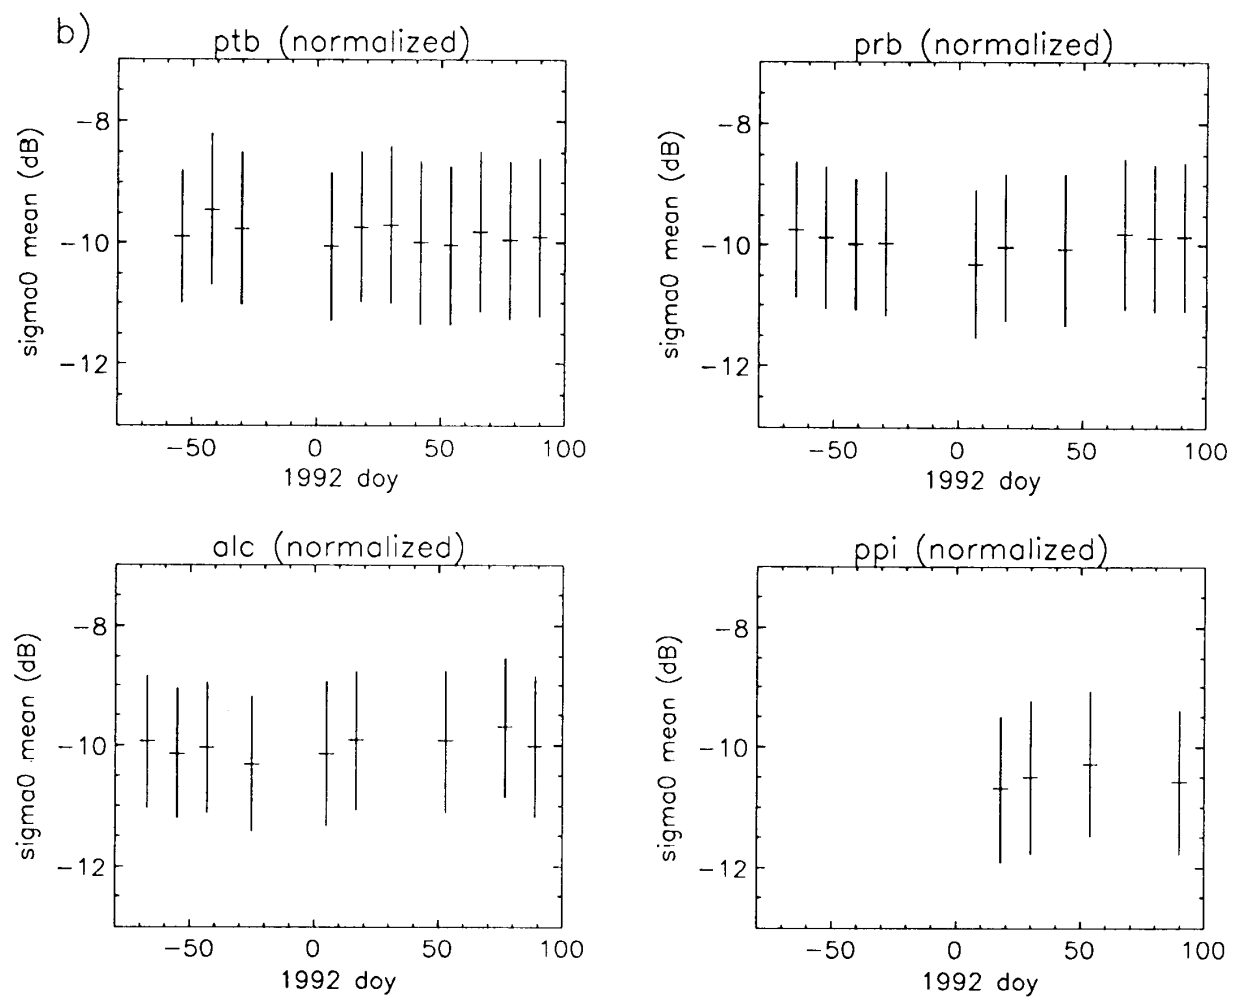 b)
ptb (normalized)
sigma0 mean (dB)
−8
−10
−12
−50 0 50 100
1992 doy
prb (normalized)
sigma0 mean (dB)
−8
−10
−12
−50 0 50 100
1992 doy
alc (normalized)
sigma0 mean (dB)
−8
−10
−12
−50 0 50 100
1992 doy
ppi (normalized)
sigma0 mean (dB)
−8
−10
−12
−50 0 50 100
1992 doy